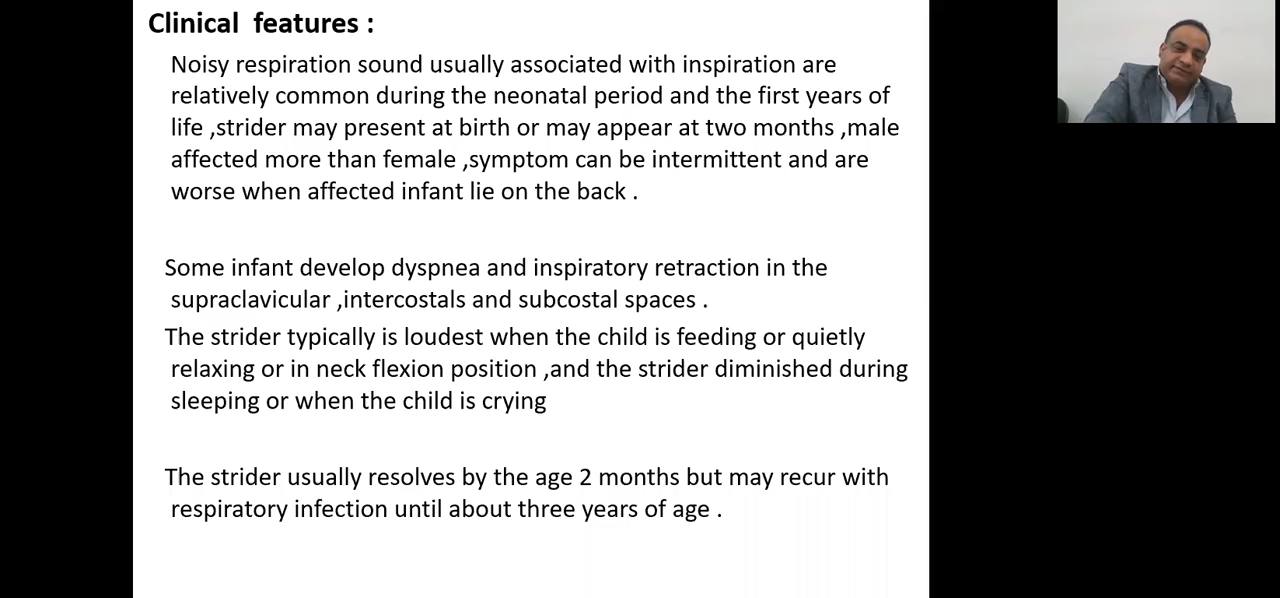 Clinical  features :
Noisy respiration sound usually associated with inspiration are
relatively common during the neonatal period and the first years of
life ,strider may present at birth or may appear at two months ,male
affected more than female ,symptom can be intermittent and are
worse when affected infant lie on the back .
Some infant develop dyspnea and inspiratory retraction in the
supraclavicular ,intercostals and subcostal spaces .
The strider typically is loudest when the child is feeding or quietly
relaxing or in neck flexion position ,and the strider diminished during
sleeping or when the child is crying
The strider usually resolves by the age 2 months but may recur with
respiratory infection until about three years of age .